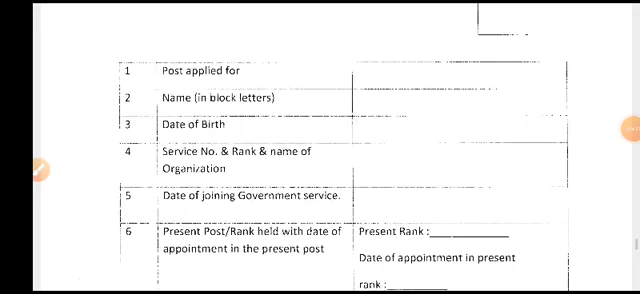 1 Post applied for
2 Name (in block letters)
3 Date of Birth
4 Service No. & Rank & name of
Organization
5 Date of joining Government service.
6 Present Post/Rank held with date of
appointment in the present post
Present Rank :
Date of appointment in present
rank :